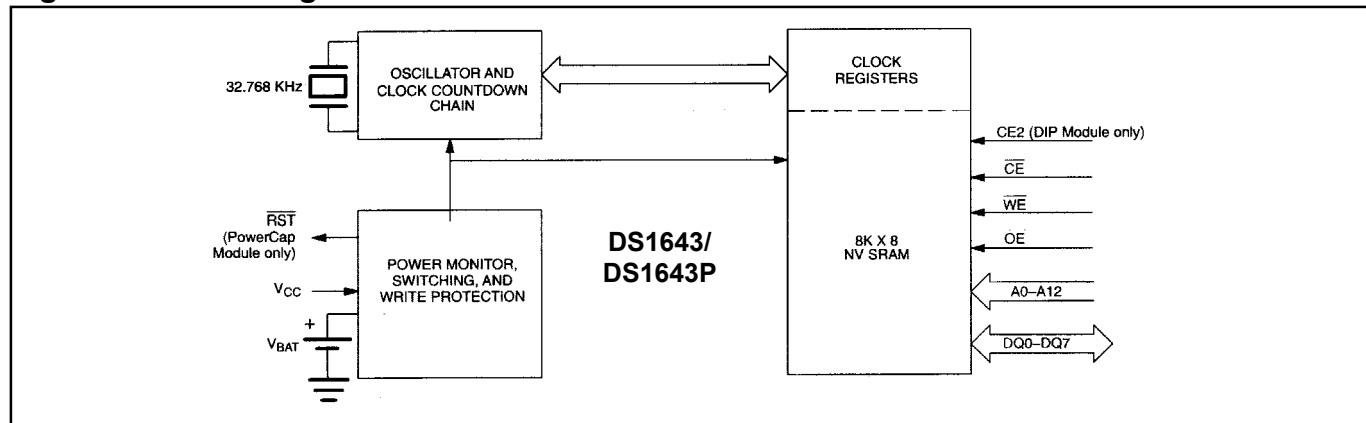 32.768 KHz
OSCILLATOR AND
CLOCK COUNTDOWN
CHAIN
CLOCK
REGISTERS
CE2 (DIP Module only)
CE
WE
OE
A0–A12
DQ0–DQ7
8K X 8
NV SRAM
DS1643/
DS1643P
RST
(PowerCap
Module only)
VCC
+
VBAT
POWER MONITOR,
SWITCHING, AND
WRITE PROTECTION